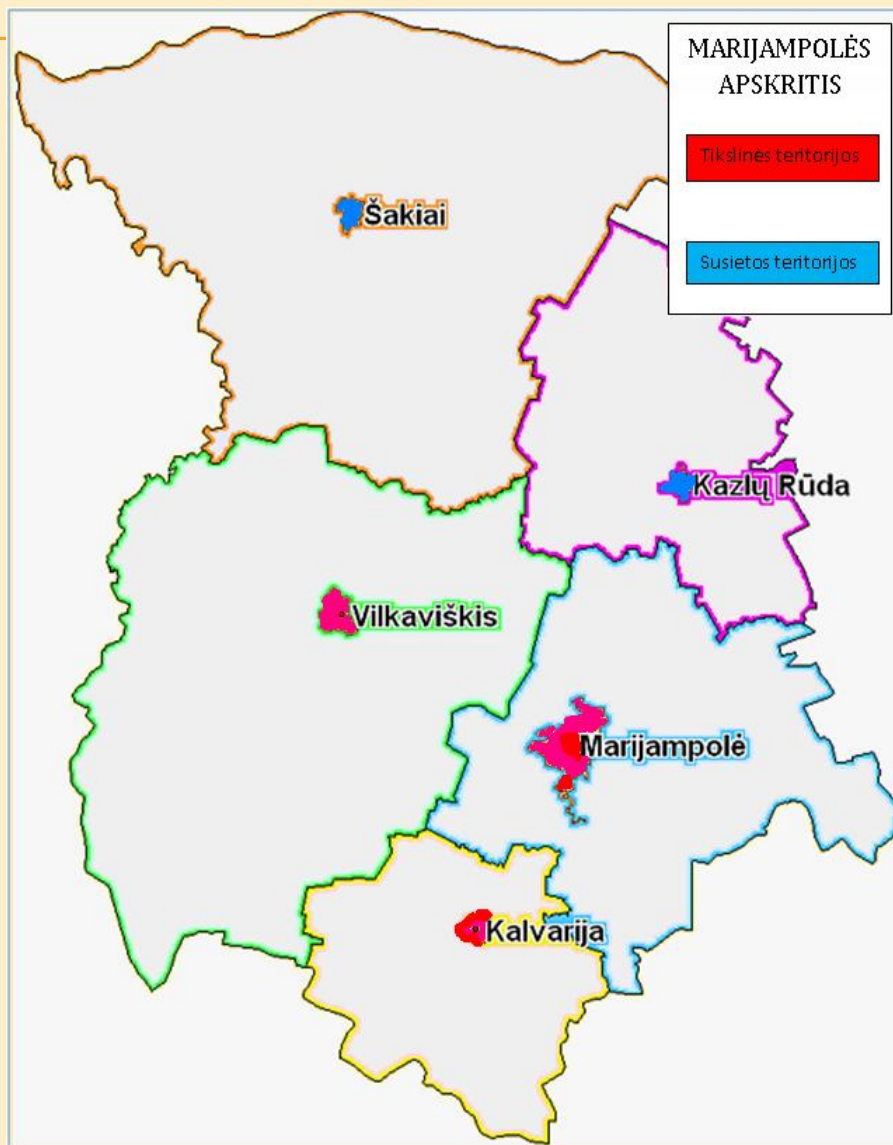 MARIJAMPOLĖS
APSKRITIS
Tikslinės teritorijos
Susietos teritorijos
Šakiai
Kazlų Rūda
Vilkaviškis
Marijampolė
Kalvarija